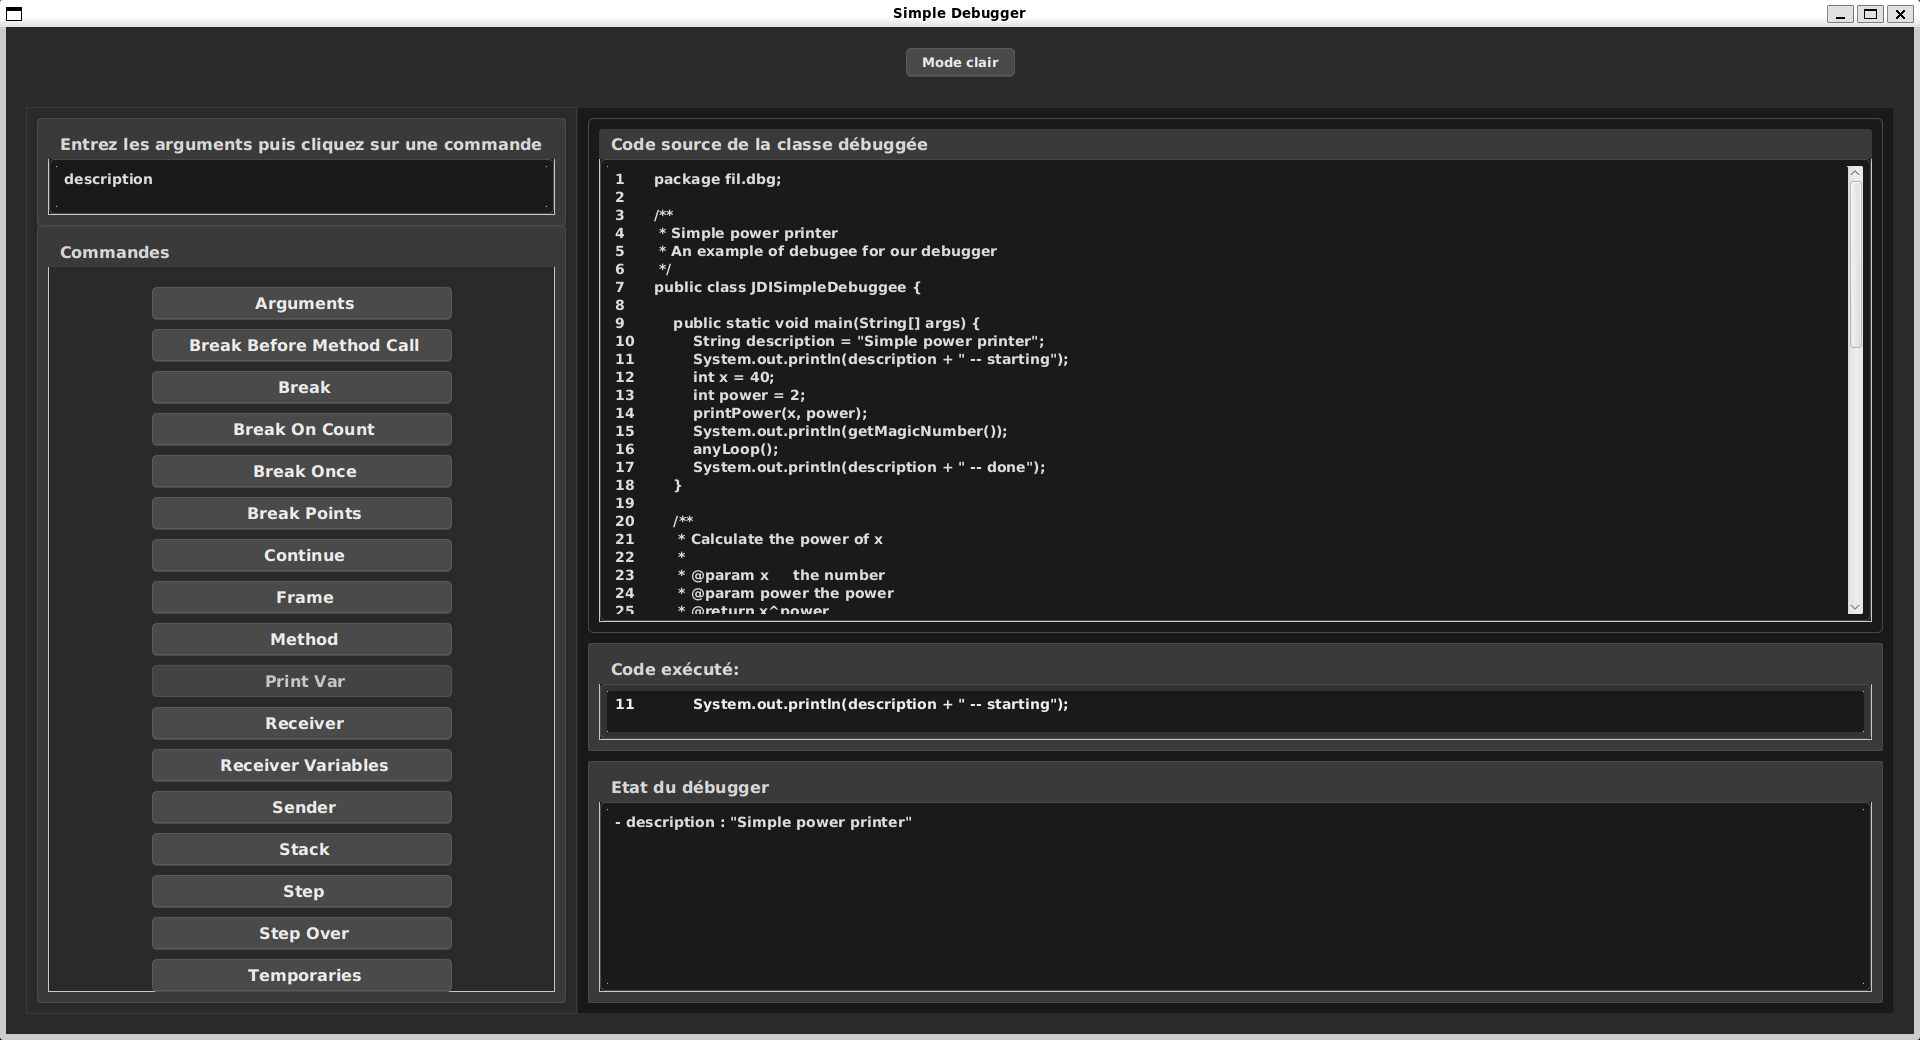 Simple Debugger
Mode clair
Entrez les arguments puis cliquez sur une commande
description
Commandes
Arguments
Break Before Method Call
Break
Break On Count
Break Once
Break Points
Continue
Frame
Method
Print Var
Receiver
Receiver Variables
Sender
Stack
Step
Step Over
Temporaries
Code source de la classe débuggée
1 package fil.dbg;
2
3 /**
4 * Simple power printer
5 * An example of debugee for our debugger
6 */
7 public class JDISimpleDebuggee {
8
9 public static void main(String[] args) {
10 String description = "Simple power printer";
11 System.out.println(description + " -- starting");
12 int x = 40;
13 int power = 2;
14 printPower(x, power);
15 System.out.println(getMagicNumber());
16 anyLoop();
17 System.out.println(description + " -- done");
18 }
19
20 /**
21 * Calculate the power of x
22 *
23 * @param x the number
24 * @param power the power
25 * @return x^power
Code exécuté:
11 System.out.println(description + " -- starting");
Etat du débugger
- description : "Simple power printer"